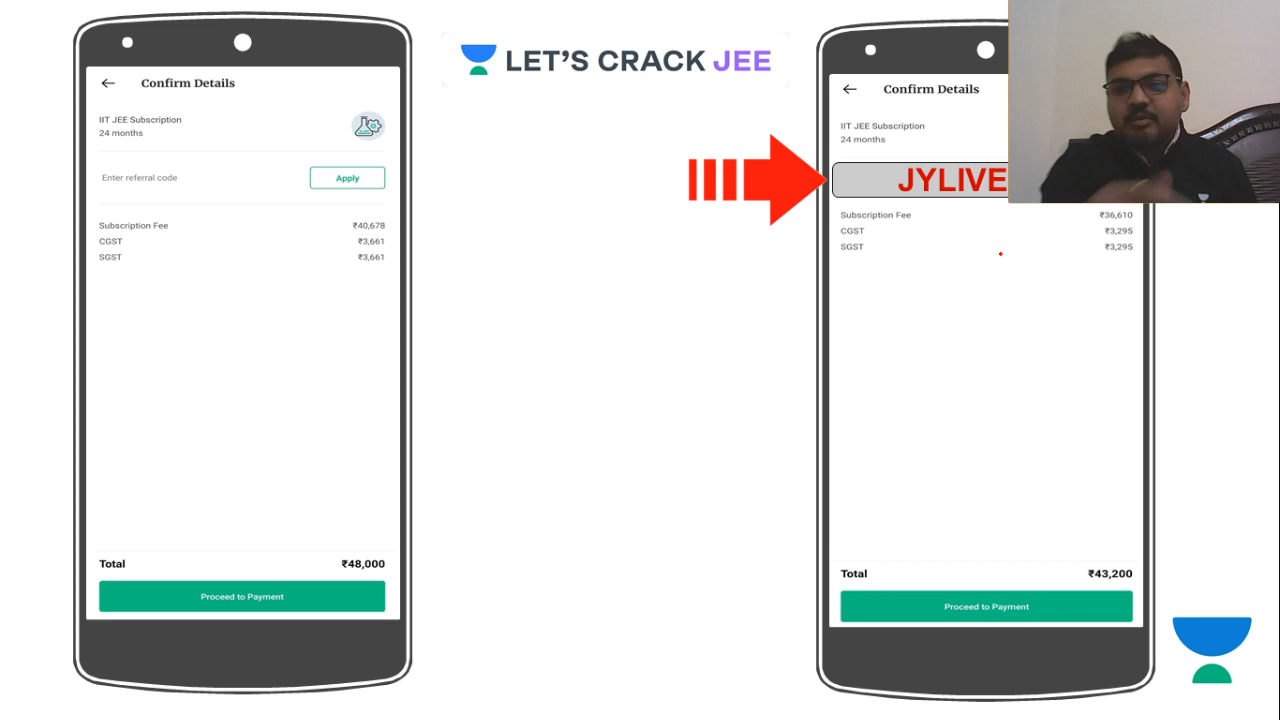 Confirm Details
IIT JEE Subscription
24 months
Enter referral code
Apply
Subscription Fee ₹40,678
CGST ₹3,661
SGST ₹3,661
Total ₹48,000
Proceed to Payment
LET'S CRACK JEE
Confirm Details
IIT JEE Subscription
24 months
JYLIVE
Subscription Fee ₹36,610
CGST ₹3,295
SGST ₹3,295
Total ₹43,200
Proceed to Payment